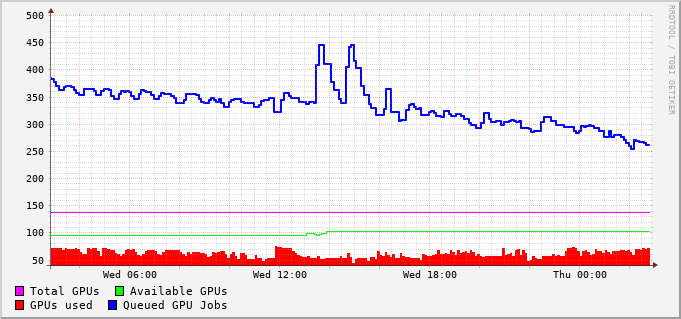 500
450
400
350
300
250
200
150
100
50
Wed 06:00 Wed 12:00 Wed 18:00 Thu 00:00
Total GPUs Available GPUs
GPUs used Queued GPU Jobs
RRDTOOL / TOBI OETIKER